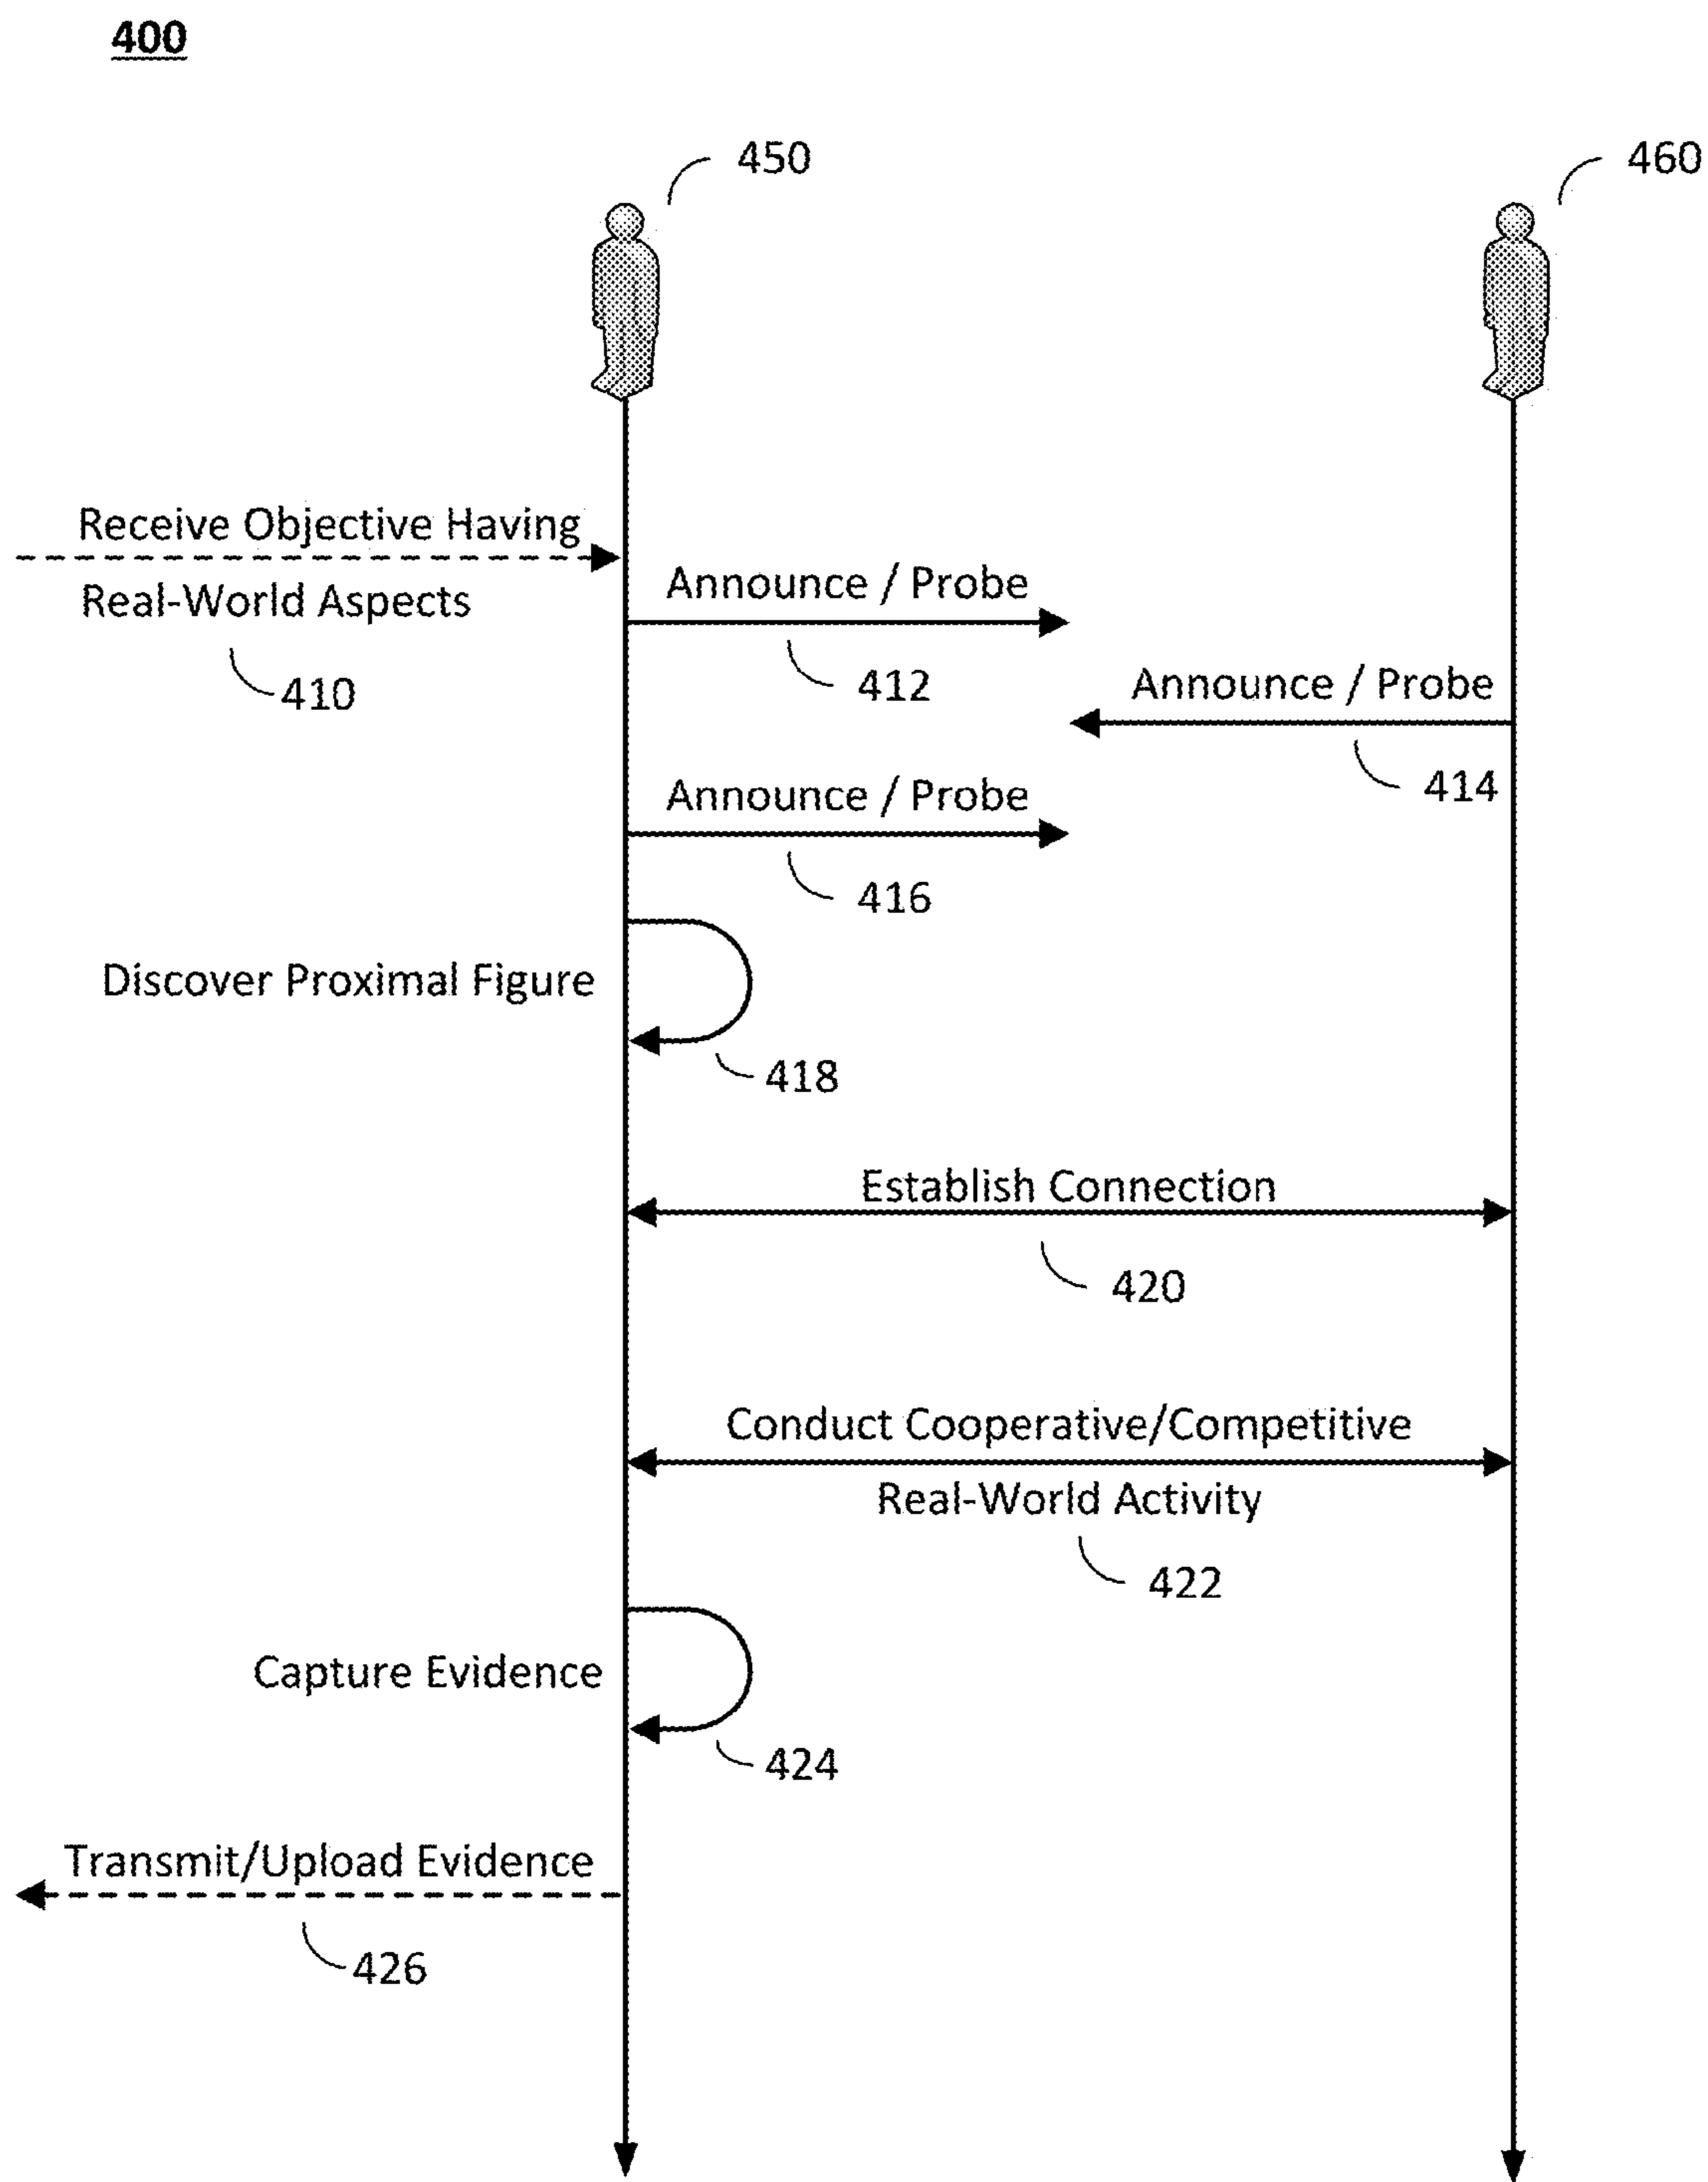 400
450
460
Receive Objective Having
Real-World Aspects
410
Announce / Probe
412
Announce / Probe
414
Announce / Probe
416
Discover Proximal Figure
418
Establish Connection
420
Conduct Cooperative/Competitive
Real-World Activity
422
Capture Evidence
424
Transmit/Upload Evidence
426